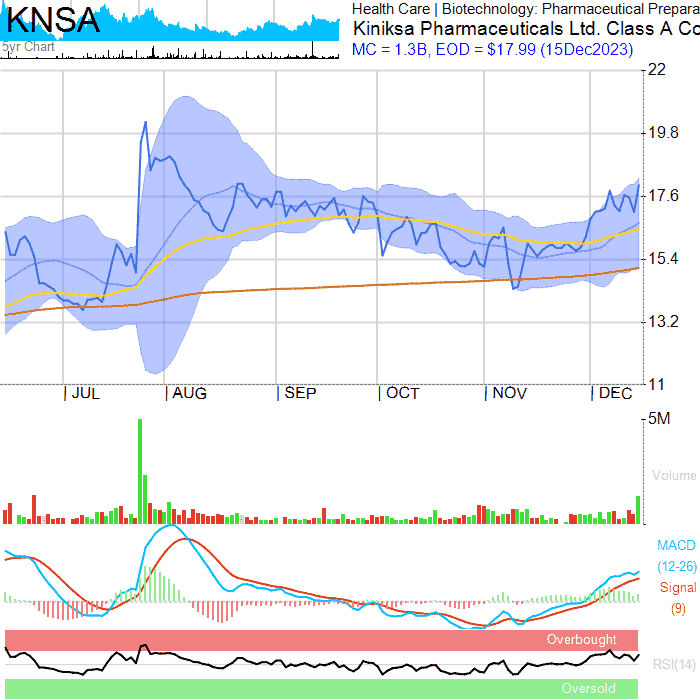 KNSA
5yr Chart
Health Care | Biotechnology: Pharmaceutical Prepara
Kiniksa Pharmaceuticals Ltd. Class A Co
MC = 1.3B, EOD = $17.99 (15Dec2023)
22
19.8
17.6
15.4
13.2
11
JUL AUG SEP OCT NOV DEC
5M
Volume
MACD
(12-26)
Signal
(9)
Overbought
RSI(14)
Oversold